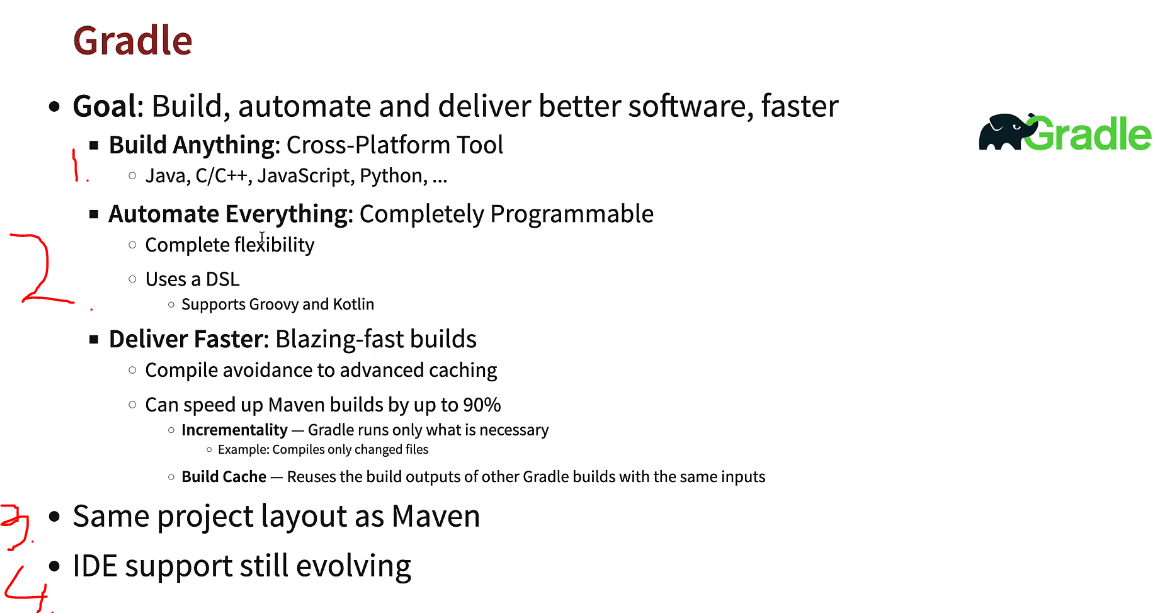 Gradle
• Goal: Build, automate and deliver better software, faster
Gradle
▪ Build Anything: Cross-Platform Tool
1.
○ Java, C/C++, JavaScript, Python, ...
▪ Automate Everything: Completely Programmable
○ Complete flexibility
2.
○ Uses a DSL
○ Supports Groovy and Kotlin
▪ Deliver Faster: Blazing-fast builds
○ Compile avoidance to advanced caching
○ Can speed up Maven builds by up to 90%
○ Incrementality — Gradle runs only what is necessary
○ Example: Compiles only changed files
○ Build Cache — Reuses the build outputs of other Gradle builds with the same inputs
3. • Same project layout as Maven
4. • IDE support still evolving